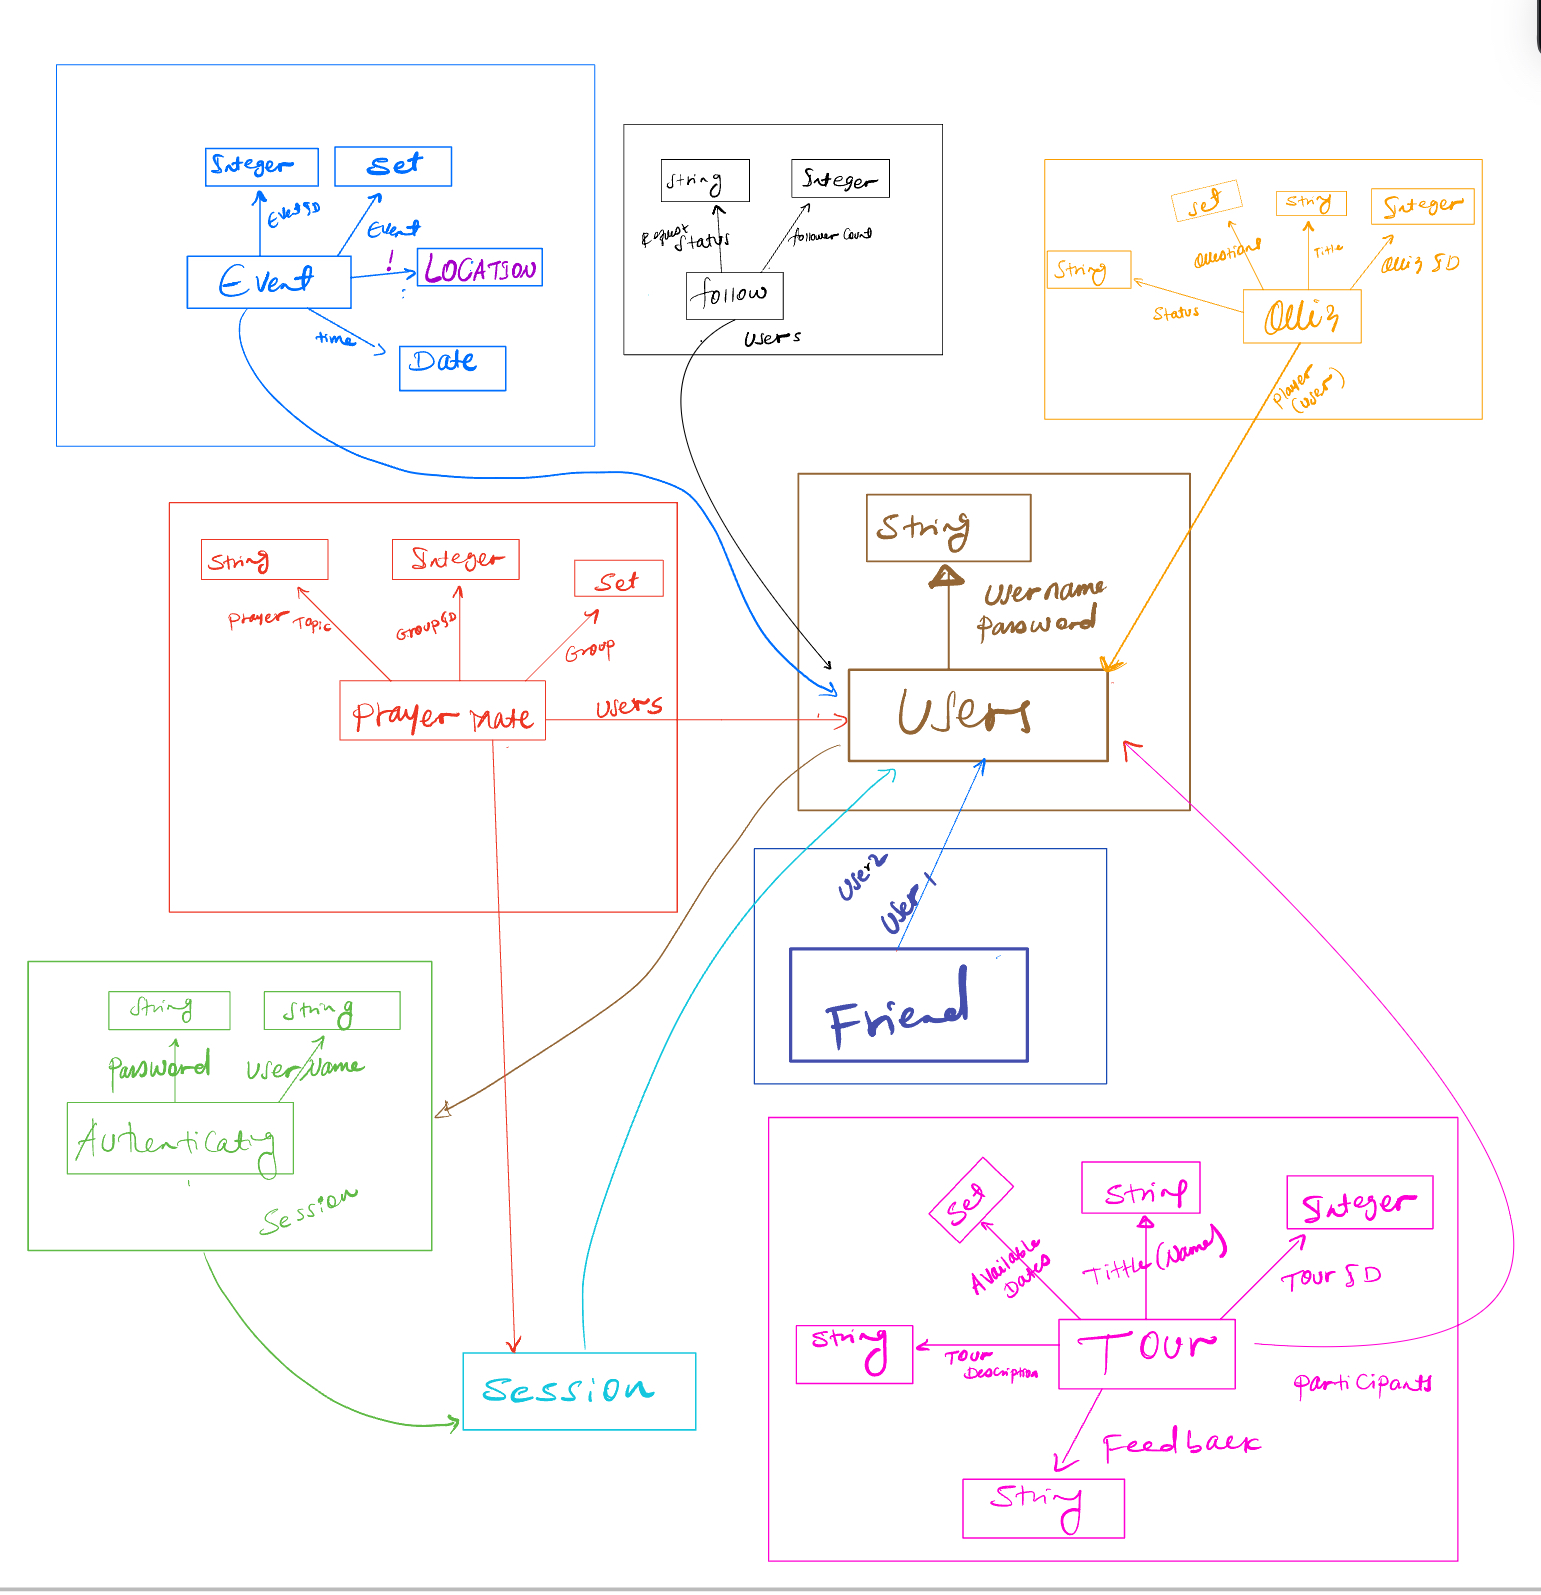 Integer
Set
EventID
Event
!
Event
LOCATION
time
Date
String
Integer
Request
Status
follower Count
follow
Users
Set
String
Integer
String
Questions
Title
Quiz ID
Status
Quiz
Player
(User)
String
Integer
Set
Prayer Topic
GroupID
Group
Prayer Mate
Users
String
Username
Password
Users
User2
User1
Friend
String
String
Password
UserName
Authenticating
Session
Session
Set
String
Integer
Available
Dates
Tittle (Name)
Tour ID
String
Tour
Description
Tour
Participants
Feedback
String